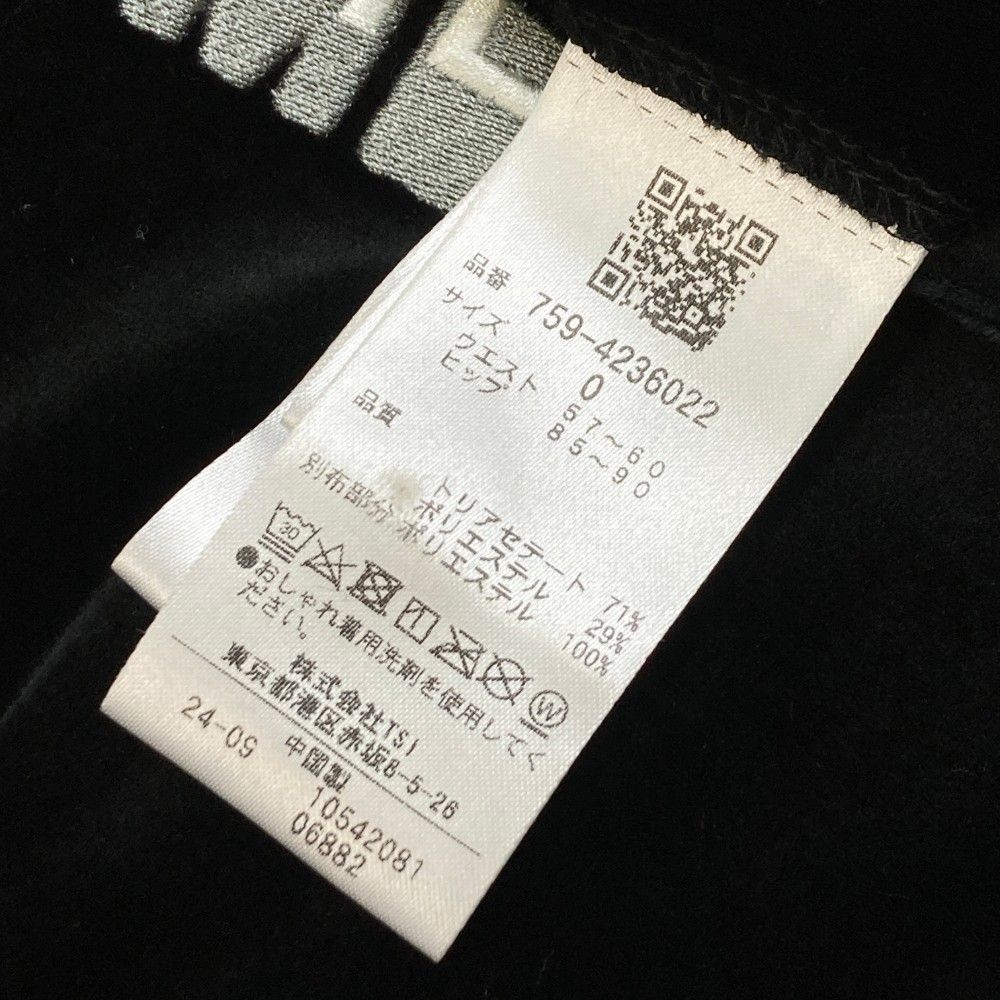 品番 759-4236022
サイズ 0
ウエスト 57～60
ヒップ 85～90
品質
トリアセテート 71%
ポリエステル 29%
別布部分 ポリエステル 100%
30
W
●おしゃれ着用洗剤を使用してく
ださい。
株式会社TSI
東京都港区赤坂8-5-26
24-09 中国製
10542081
06882